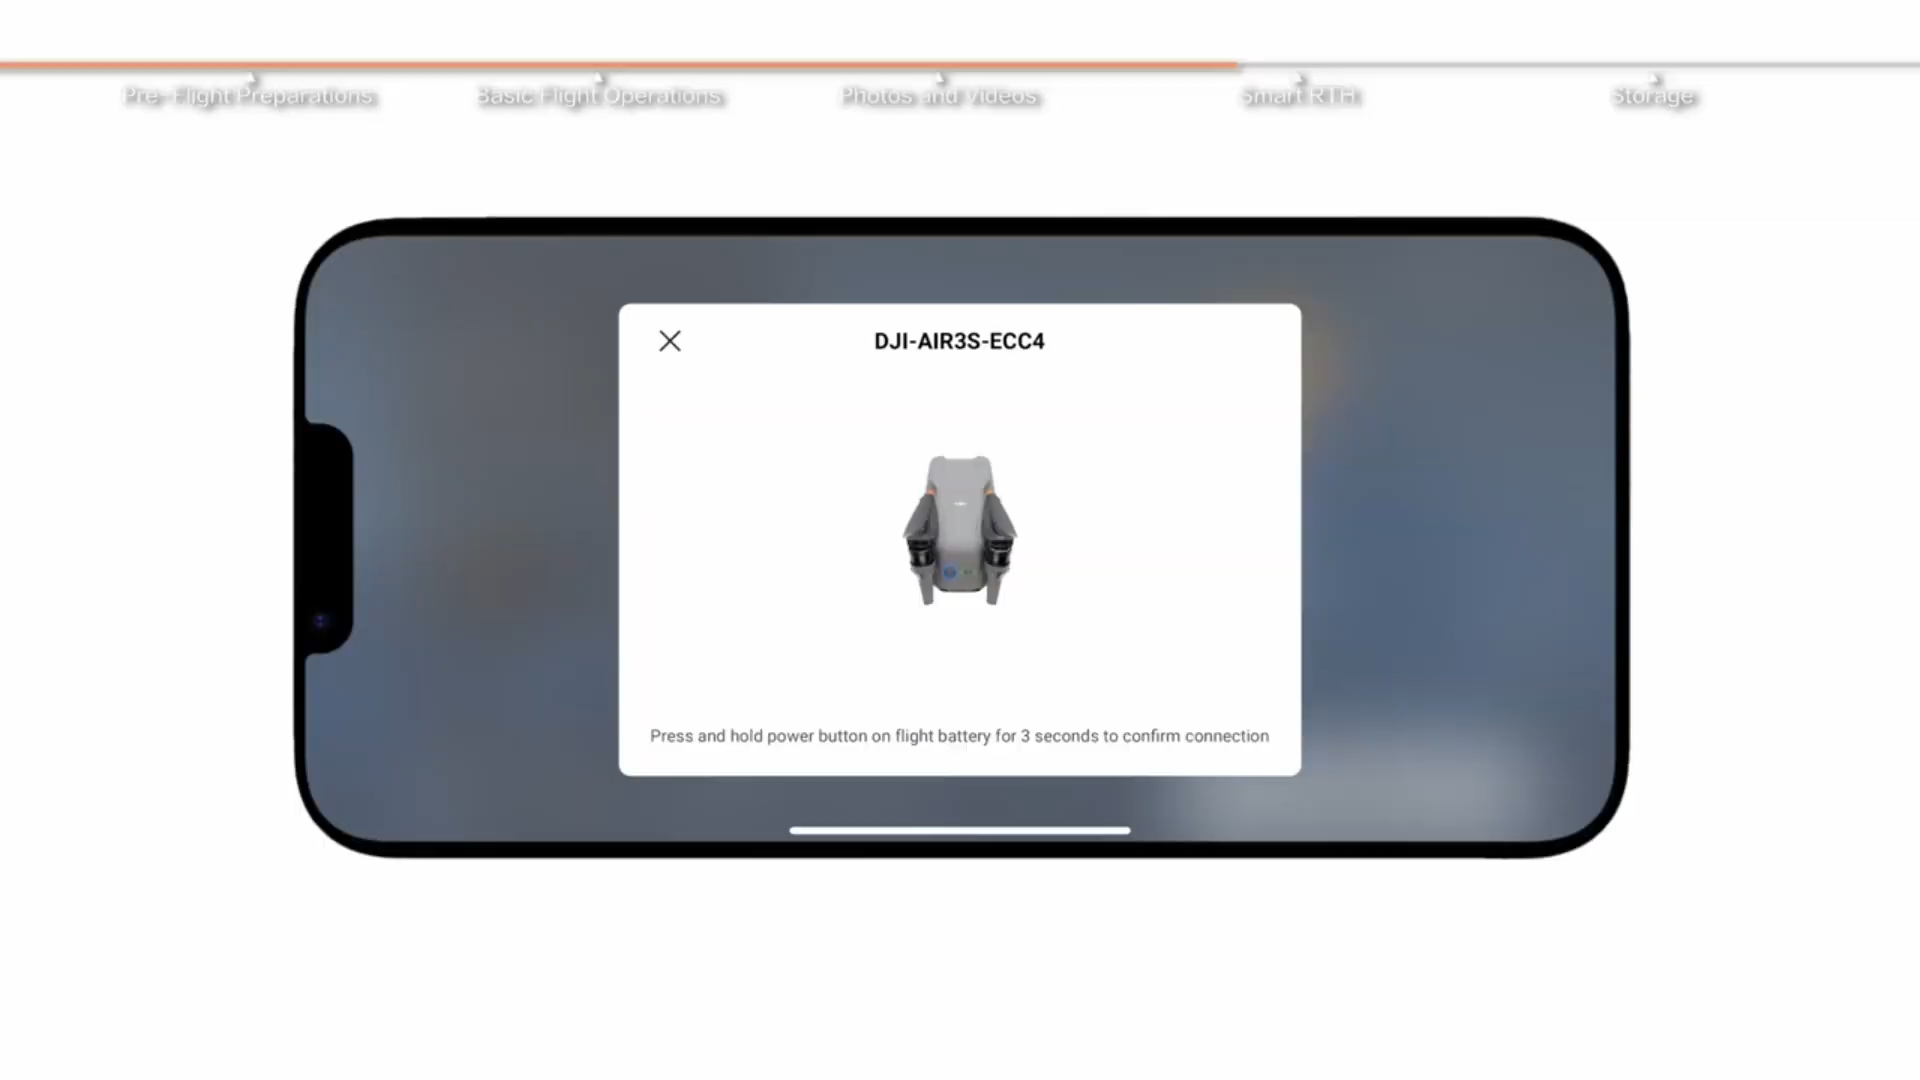 Pre-Flight Preparations
Basic Flight Operations
Photos and Videos
Smart RTH
Storage
DJI-AIR3S-ECC4
Press and hold power button on flight battery for 3 seconds to confirm connection